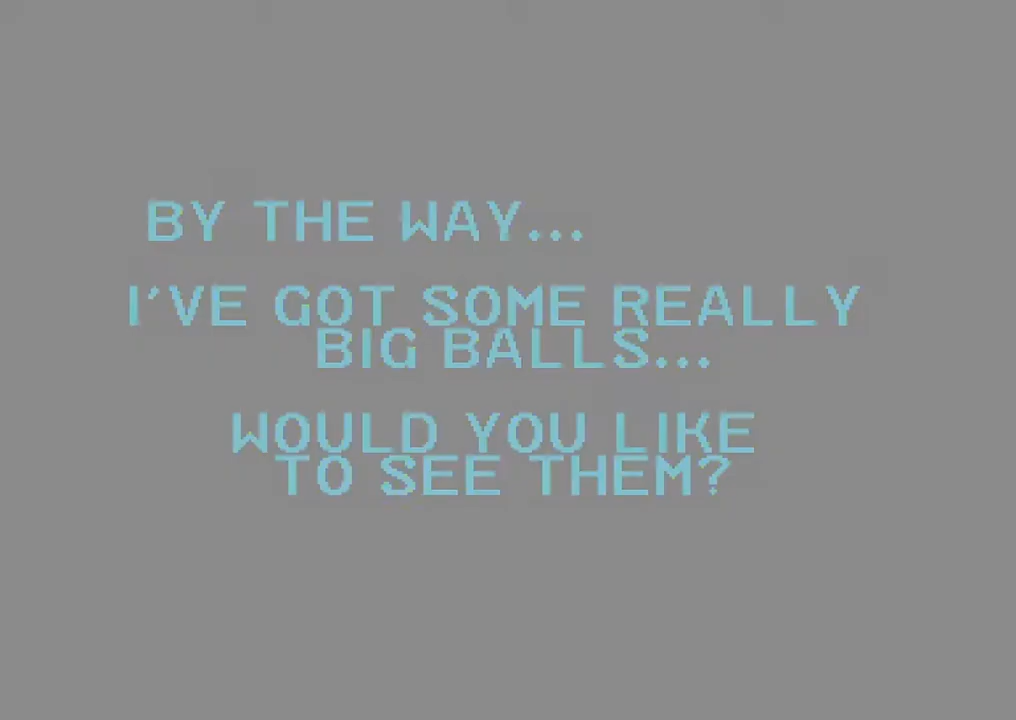 BY THE WAY...
I'VE GOT SOME REALLY
BIG BALLS...
WOULD YOU LIKE
TO SEE THEM?